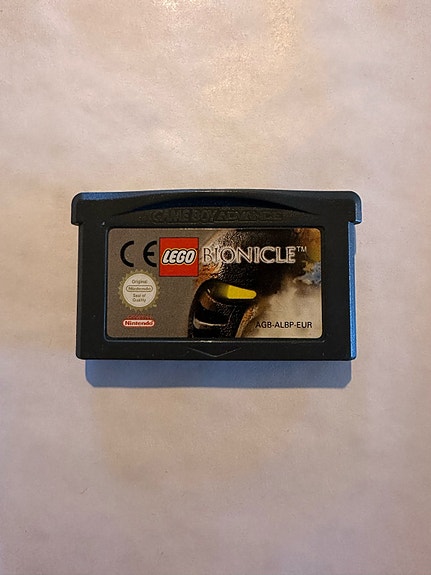 GAME BOY ADVANCE
CE LEGO BIONICLE™
Original
Nintendo
Seal of
Quality
Nintendo
AGB-ALBP-EUR